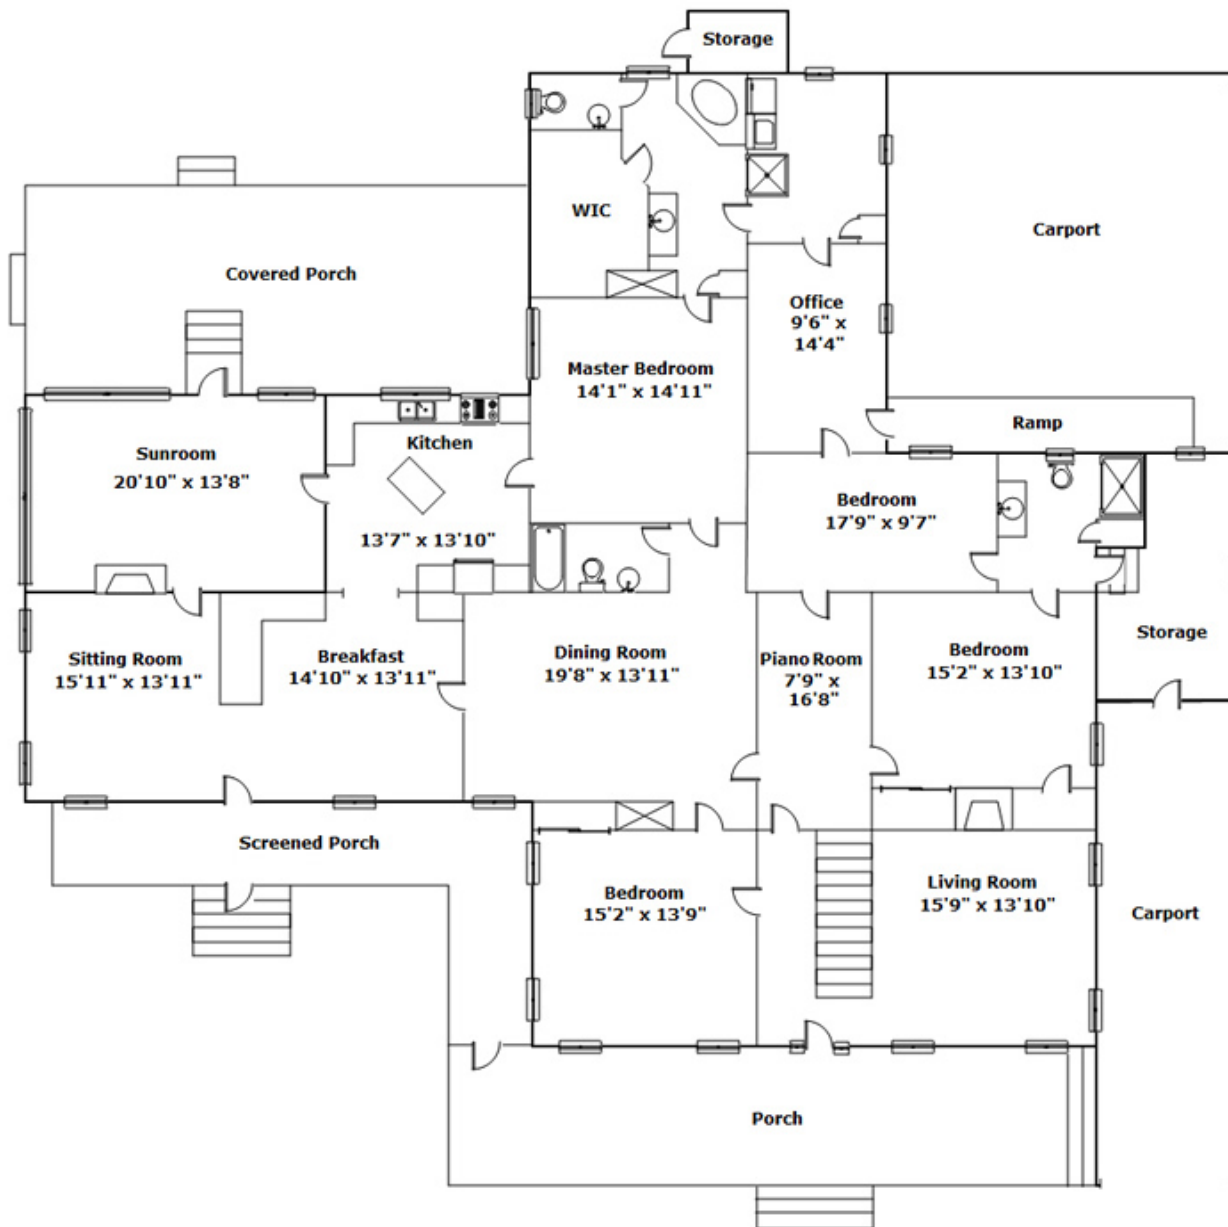 Storage
WIC
Carport
Covered Porch
Office
9'6" x
14'4"
Master Bedroom
14'1" x 14'11"
Ramp
Kitchen
Sunroom
20'10" x 13'8"
Bedroom
17'9" x 9'7"
13'7" x 13'10"
Storage
Sitting Room
15'11" x 13'11"
Breakfast
14'10" x 13'11"
Dining Room
19'8" x 13'11"
Piano Room
7'9" x
16'8"
Bedroom
15'2" x 13'10"
Screened Porch
Bedroom
15'2" x 13'9"
Living Room
15'9" x 13'10"
Carport
Porch